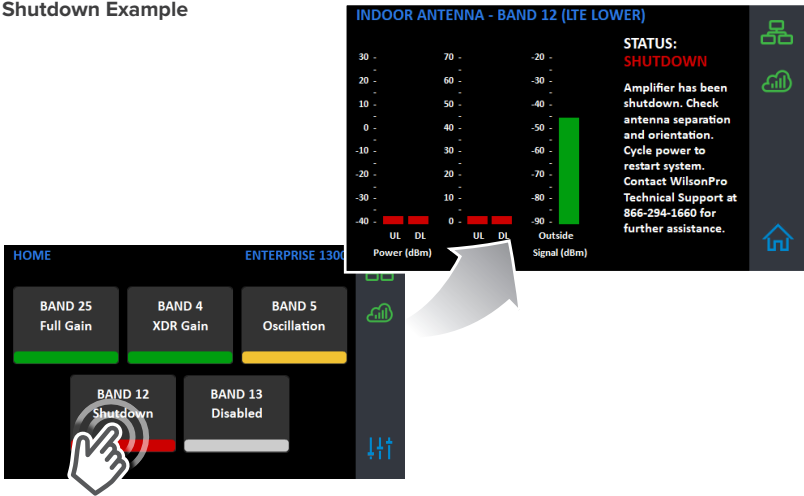 Shutdown Example
INDOOR ANTENNA - BAND 12 (LTE LOWER)
30 -
20 -
10 -
0 -
-10 -
-20 -
-30 -
-40 -
UL DL
Power (dBm)
70 -
60 -
50 -
40 -
30 -
20 -
10 -
0 -
UL DL
-20 -
-30 -
-40 -
-50 -
-60 -
-70 -
-80 -
-90 -
Outside
Signal (dBm)
STATUS:
SHUTDOWN
Amplifier has been
shutdown. Check
antenna separation
and orientation.
Cycle power to
restart system.
Contact WilsonPro
Technical Support at
866-294-1660 for
further assistance.
HOME
ENTERPRISE 1300
BAND 25
Full Gain
BAND 4
XDR Gain
BAND 5
Oscillation
BAND 12
Shutdown
BAND 13
Disabled